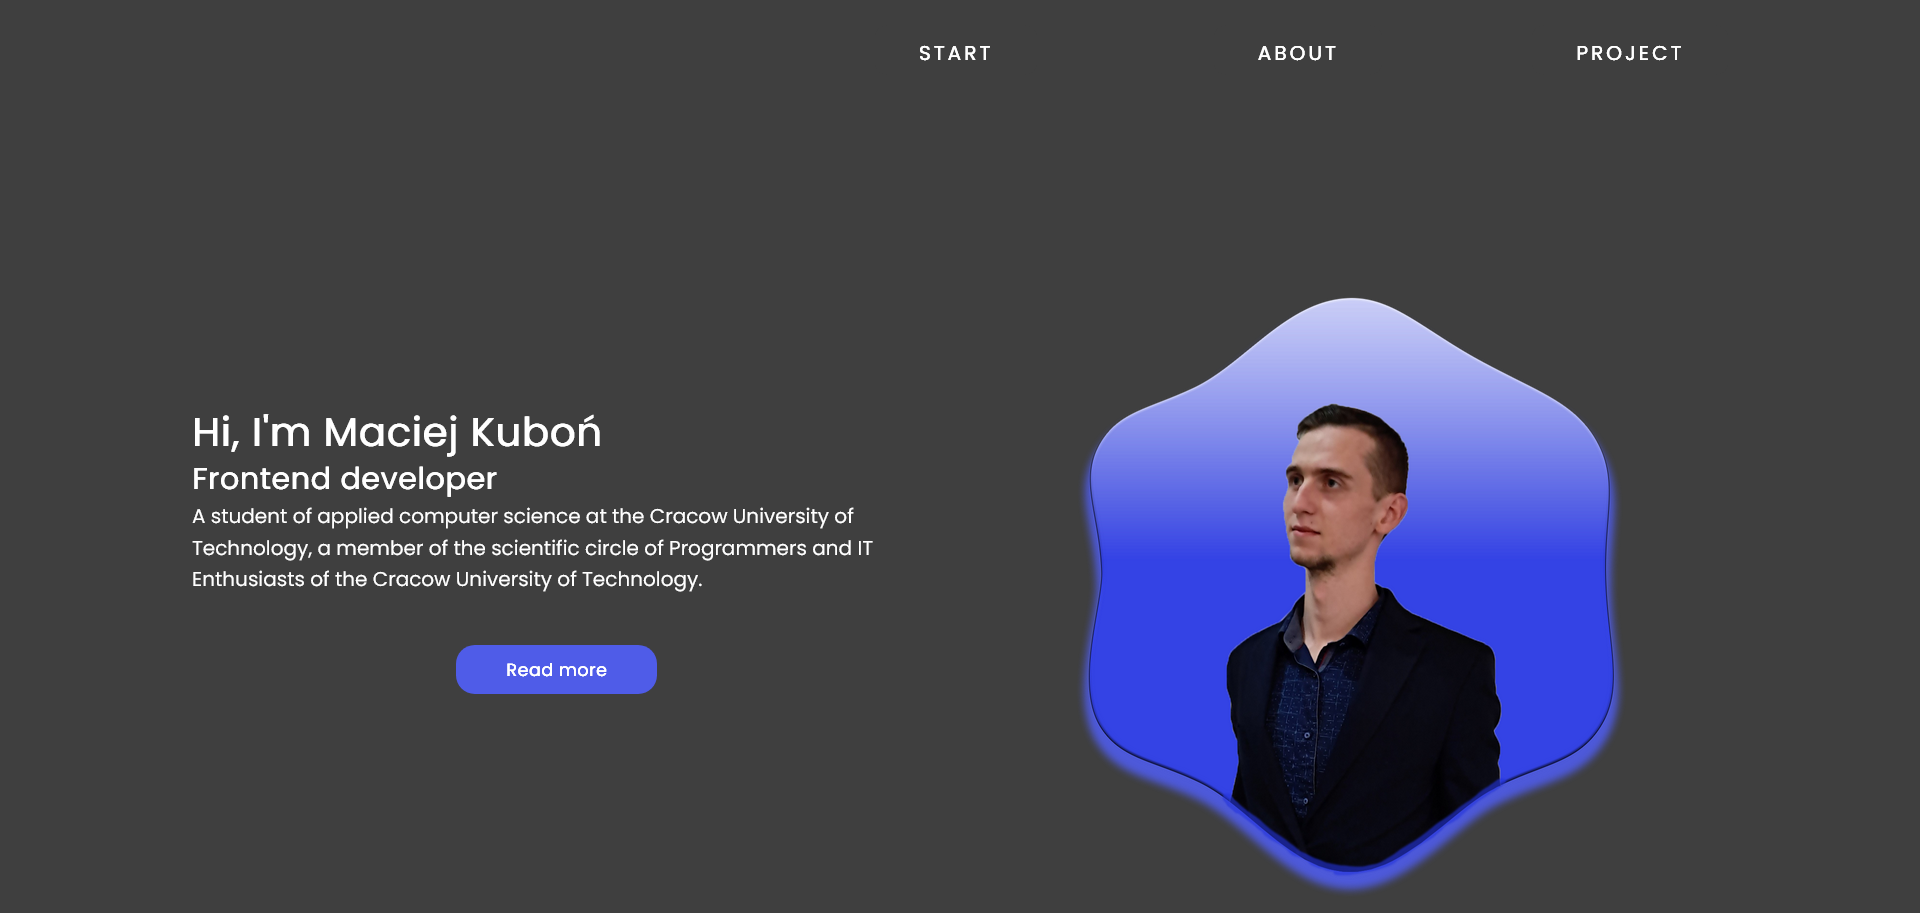 START ABOUT PROJECT
Hi, I'm Maciej Kuboń
Frontend developer
A student of applied computer science at the Cracow University of
Technology, a member of the scientific circle of Programmers and IT
Enthusiasts of the Cracow University of Technology.
Read more